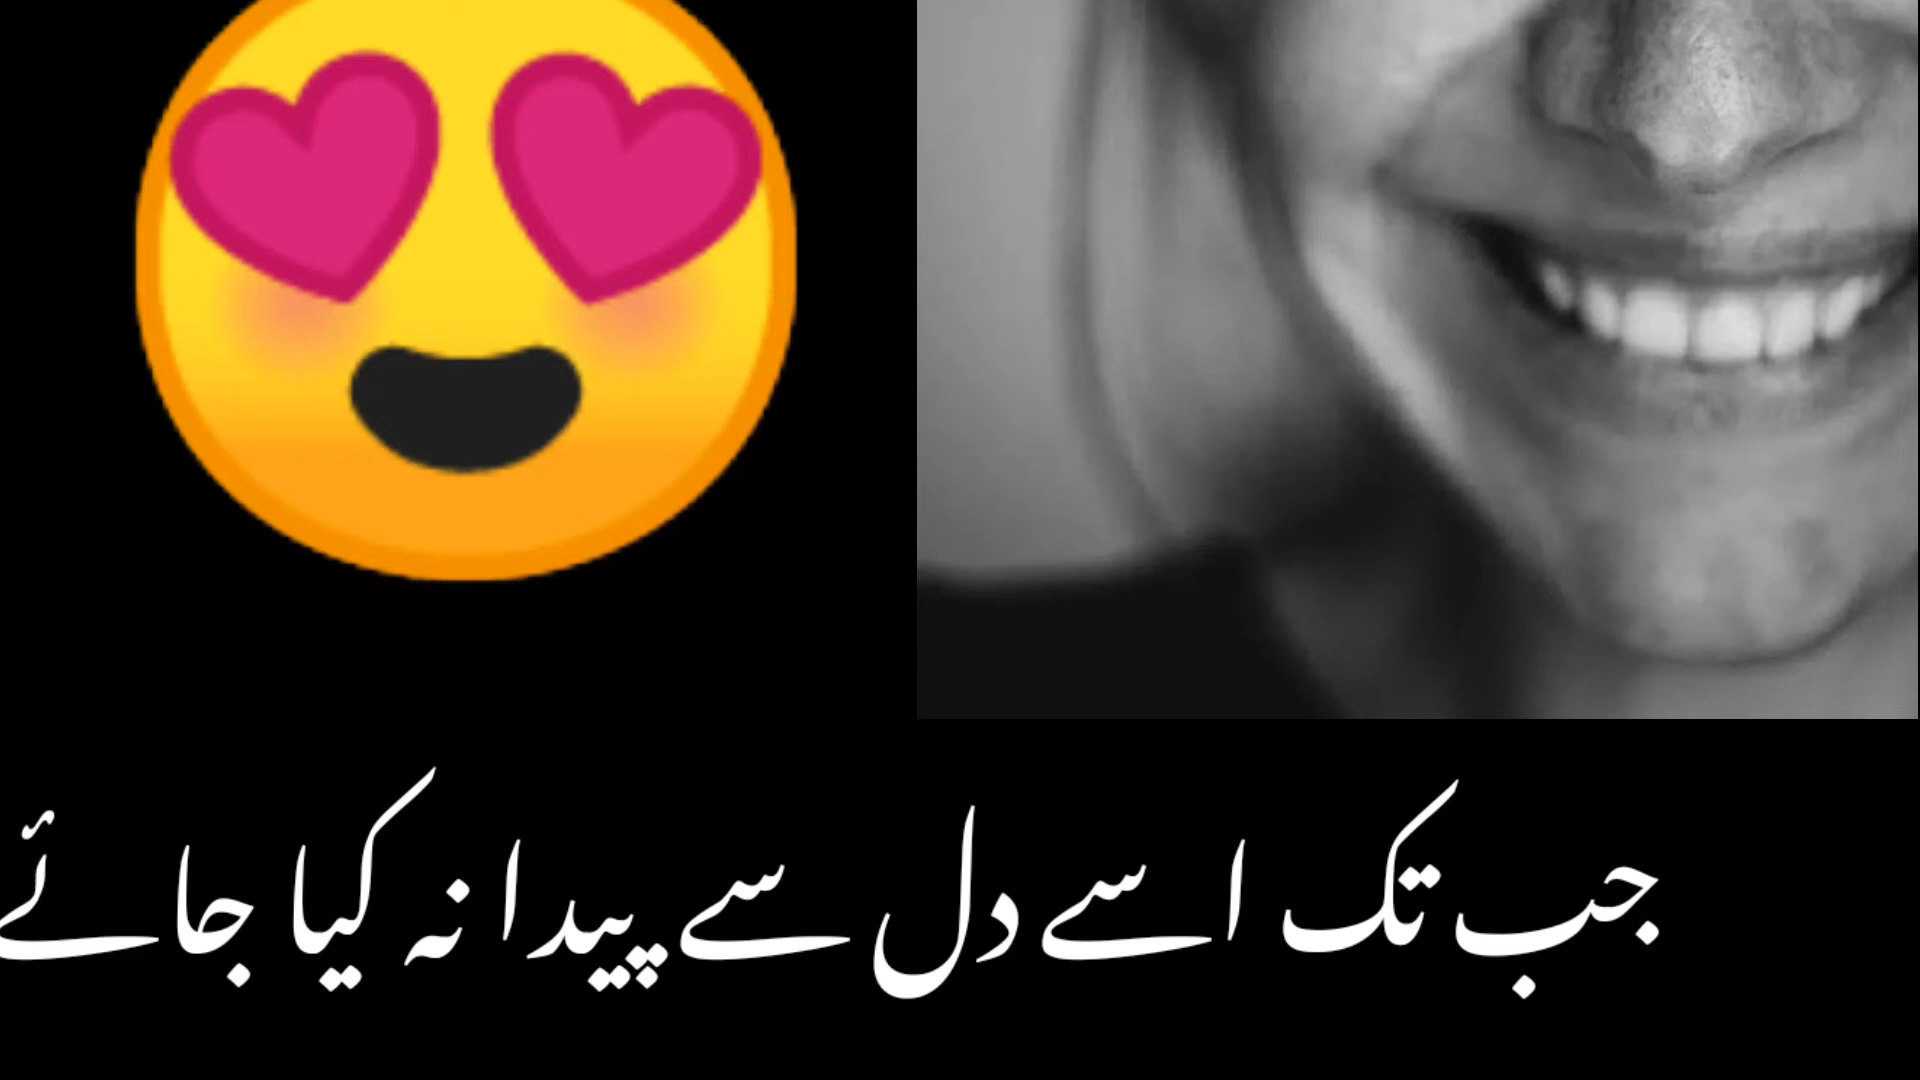 جب تک اسے دل سے پیدا نہ کیا جائے